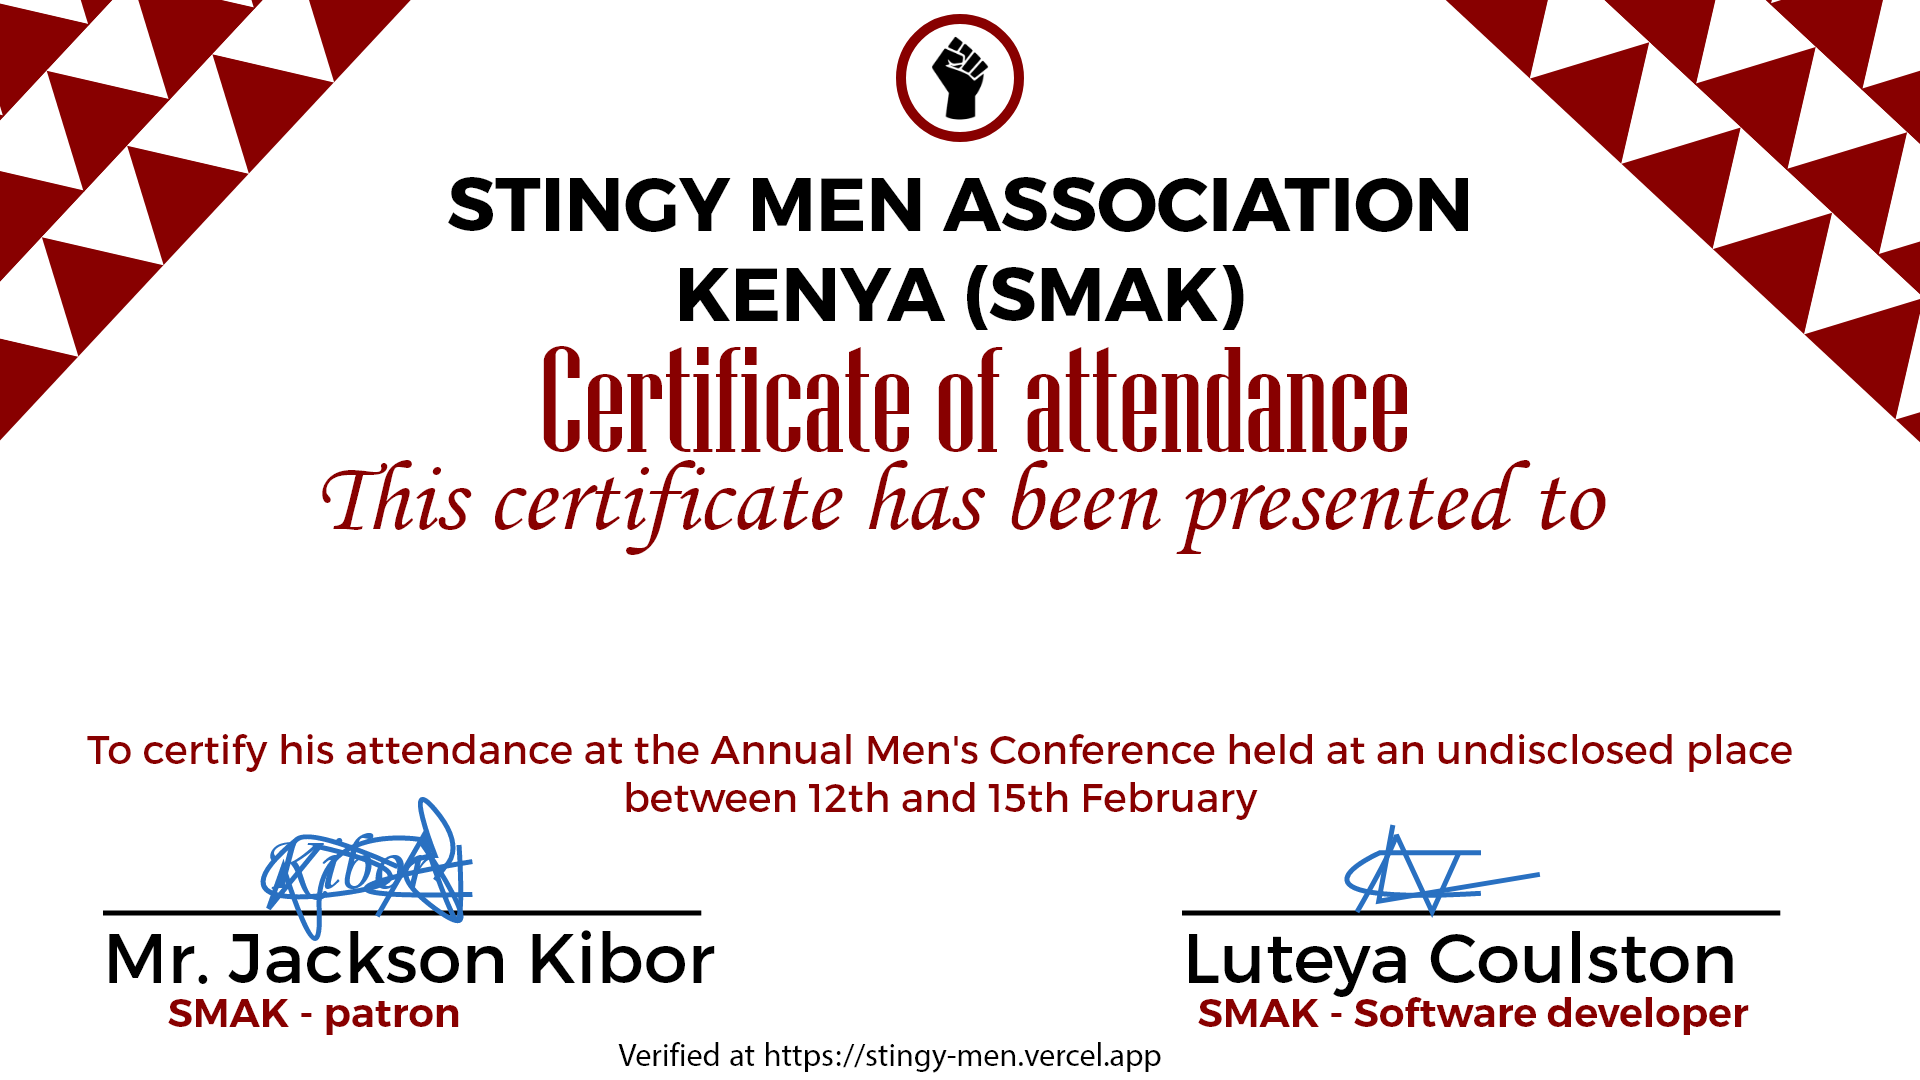 STINGY MEN ASSOCIATION
KENYA (SMAK)
Certificate of attendance
This certificate has been presented to
To certify his attendance at the Annual Men's Conference held at an undisclosed place
between 12th and 15th February
Kibor
Mr. Jackson Kibor
SMAK - patron
Luteya Coulston
SMAK - Software developer
Verified at https://stingy-men.vercel.app